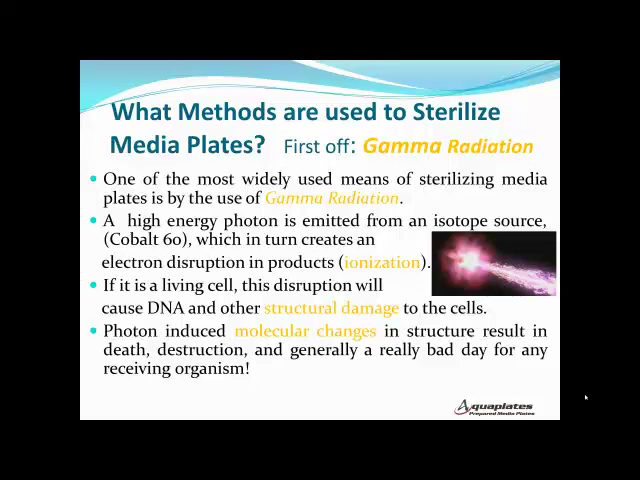 What Methods are used to Sterilize
Media Plates? First off: Gamma Radiation
One of the most widely used means of sterilizing media
plates is by the use of Gamma Radiation.
A high energy photon is emitted from an isotope source,
(Cobalt 60), which in turn creates an
electron disruption in products (ionization).
If it is a living cell, this disruption will
cause DNA and other structural damage to the cells.
Photon induced molecular changes in structure result in
death, destruction, and generally a really bad day for any
receiving organism!
Aquaplates
Prepared Media Plates